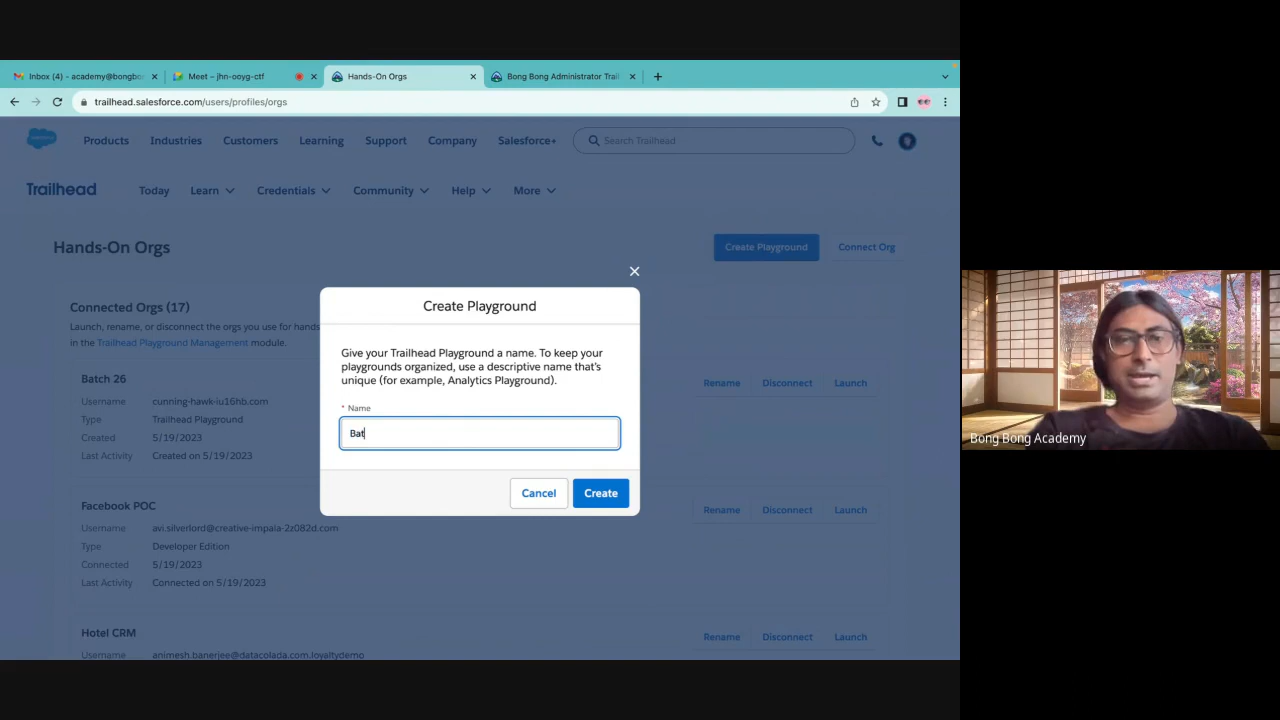 Inbox (4) - academy@bongbo
Meet – jhn-ooyg-ctf
Hands-On Orgs
Bong Bong Administrator Trail
trailhead.salesforce.com/users/profiles/orgs
Products
Industries
Customers
Learning
Support
Company
Salesforce+
Search Trailhead
Trailhead
Today
Learn
Credentials
Community
Help
More
Hands-On Orgs
Create Playground
Connect Org
Connected Orgs (17)
Launch, rename, or disconnect the orgs you use for hands
in the Trailhead Playground Management module.
Create Playground
Give your Trailhead Playground a name. To keep your
playgrounds organized, use a descriptive name that's
unique (for example, Analytics Playground).
* Name
Bat
Cancel
Create
Batch 26
Rename
Disconnect
Launch
Username cunning-hawk-iu16hb.com
Type Trailhead Playground
Created 5/19/2023
Last Activity Created on 5/19/2023
Facebook POC
Rename
Disconnect
Launch
Username avi.silverlord@creative-impala-2z082d.com
Type Developer Edition
Connected 5/19/2023
Last Activity Connected on 5/19/2023
Hotel CRM
Rename
Disconnect
Launch
Username animesh.banerjee@datacolada.com.loyaltydemo
Bong Bong Academy